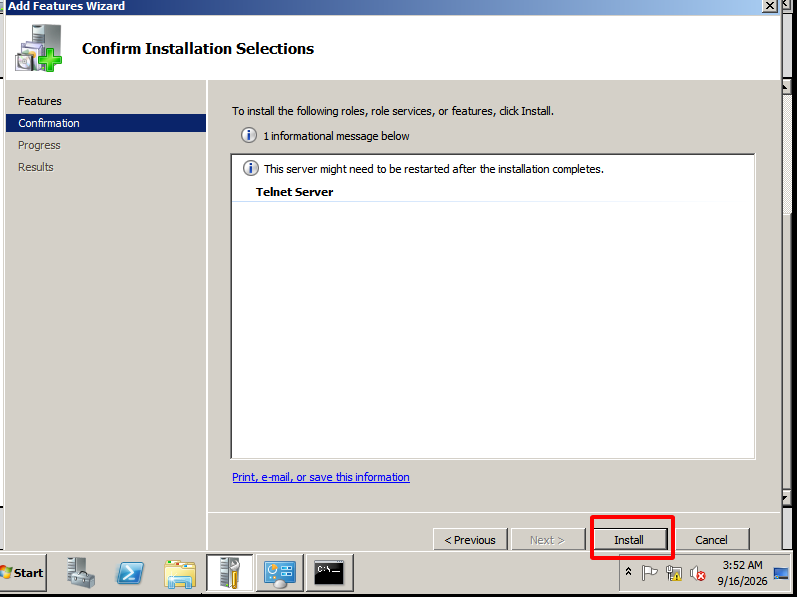 Add Features Wizard
Confirm Installation Selections
Features
Confirmation
Progress
Results
To install the following roles, role services, or features, click Install.
1 informational message below
This server might need to be restarted after the installation completes.
Telnet Server
Print, e-mail, or save this information
< Previous
Next >
Install
Cancel
Start
C:\_
3:52 AM
9/16/2026